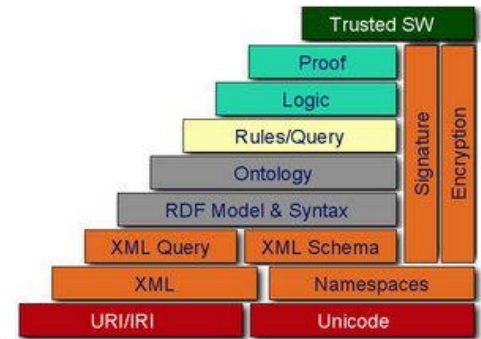 Trusted SW
Proof
Logic
Rules/Query
Ontology
RDF Model & Syntax
Signature
Encryption
XML Query
XML Schema
XML
Namespaces
URI/IRI
Unicode